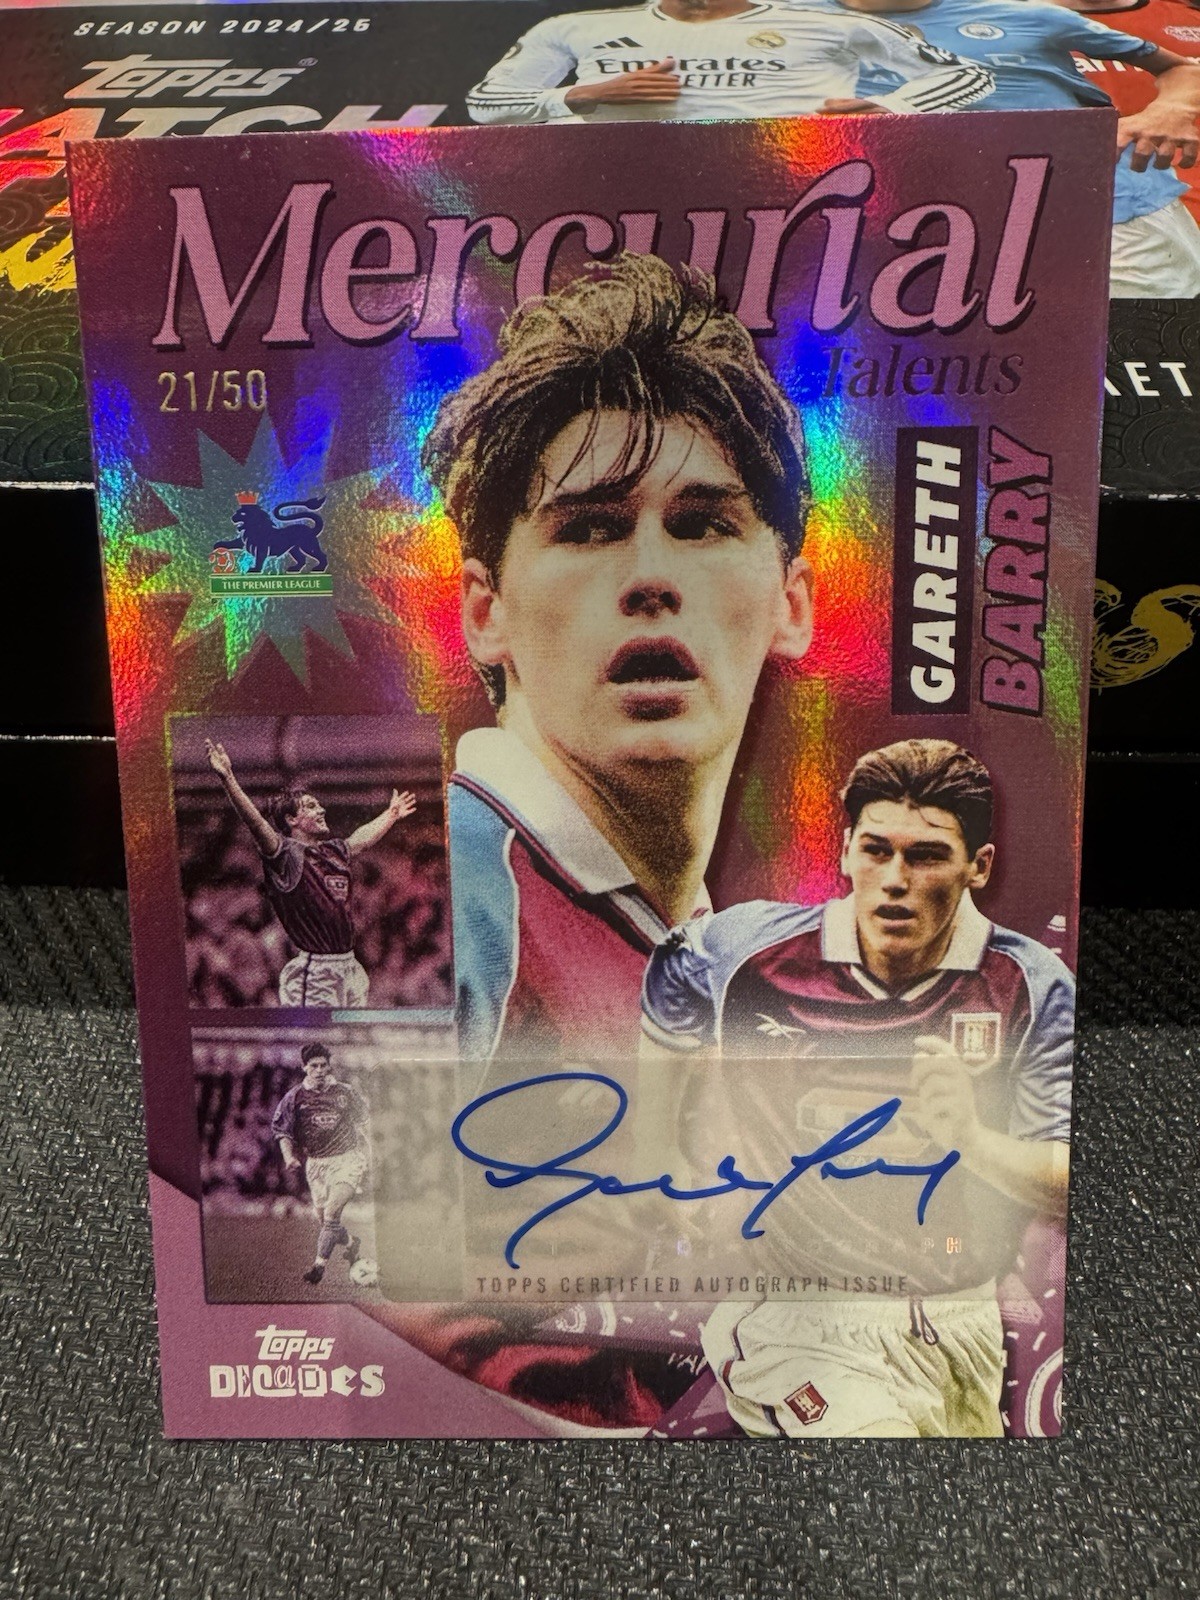 SEASON 2024/25
topps
Emirates
BETTER
Mercurial
Talents
21/50
GARETH
BARRY
THE PREMIER LEAGUE
TOPPS CERTIFIED AUTOGRAPH ISSUE
topps
DECADES